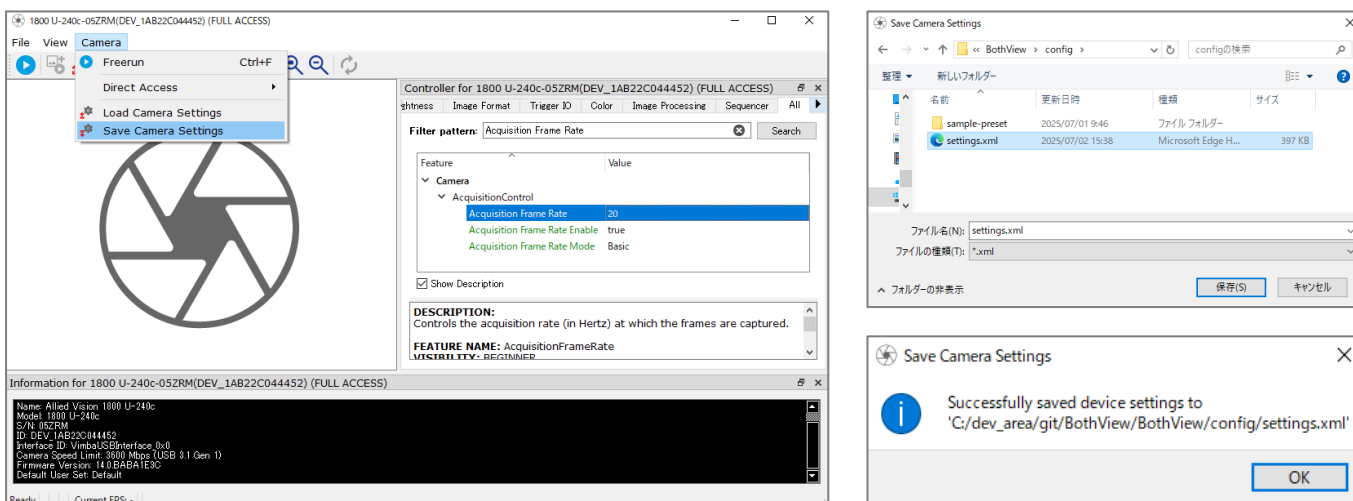 1800 U-240c-05ZRM(DEV_1AB22C044452) (FULL ACCESS)
File View Camera
Freerun Ctrl+F
Direct Access
Load Camera Settings
Save Camera Settings
Controller for 1800 U-240c-05ZRM(DEV_1AB22C044452) (FULL ACCESS)
ghtness Image Format Trigger IO Color Image Processing Sequencer All
Filter pattern: Acquisition Frame Rate Search
Feature Value
Camera
AcquisitionControl
Acquisition Frame Rate 20
Acquisition Frame Rate Enable true
Acquisition Frame Rate Mode Basic
Show Description
DESCRIPTION:
Controls the acquisition rate (in Hertz) at which the frames are captured.
FEATURE NAME: AcquisitionFrameRate
VISIBILITY: BEGINNER
Information for 1800 U-240c-05ZRM(DEV_1AB22C044452) (FULL ACCESS)
Name: Allied Vision 1800 U-240c
Model: 1800 U-240c
S/N: 05ZRM
ID: DEV_1AB22C044452
Interface ID: VimbaUSBInterface_0x0
Camera Speed Limit: 3600 Mbps (USB 3.1 Gen 1)
Firmware Version: 14.0.BABA1E3C
Default User Set: Default
Ready Current FPS: -
Save Camera Settings
« BothView › config › configの検索
整理 新しいフォルダー
名前 更新日時 種類 サイズ
sample-preset 2025/07/01 9:46 ファイル フォルダー
settings.xml 2025/07/02 15:38 Microsoft Edge H... 397 KB
ファイル名(N): settings.xml
ファイルの種類(T): *.xml
フォルダーの非表示 保存(S) キャンセル
Save Camera Settings
Successfully saved device settings to
'C:/dev_area/git/BothView/BothView/config/settings.xml'
OK